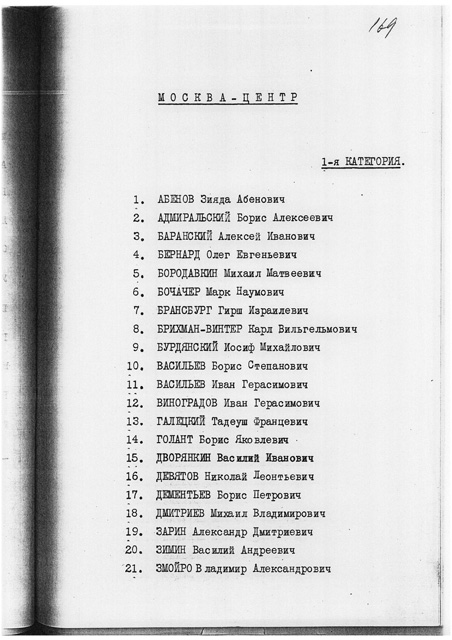 169
МОСКВА-ЦЕНТР
1-я КАТЕГОРИЯ.
1. АБЕНОВ Зияда Абенович
2. АДМИРАЛЬСКИЙ Борис Алексеевич
3. БАРАНСКИЙ Алексей Иванович
4. БЕРНАРД Олег Евгеньевич
5. БОРОДАВКИН Михаил Матвеевич
6. БОЧАЧЕР Марк Наумович
7. БРАНСБУРГ Гирш Израилевич
8. БРИХМАН-ВИНТЕР Карл Вильгельмович
9. БУРДЯНСКИЙ Иосиф Михайлович
10. ВАСИЛЬЕВ Борис Степанович
11. ВАСИЛЬЕВ Иван Герасимович
12. ВИНОГРАДОВ Иван Герасимович
13. ГАЛЕЦКИЙ Тадеуш Францевич
14. ГОЛАНТ Борис Яковлевич
15. ДВОРЯНКИН Василий Иванович
16. ДЕВЯТОВ Николай Леонтьевич
17. ДЕМЕНТЬЕВ Борис Петрович
18. ДМИТРИЕВ Михаил Владимирович
19. ЗАРИН Александр Дмитриевич
20. ЗИМИН Василий Андреевич
21. ЗМОЙРО Владимир Александрович